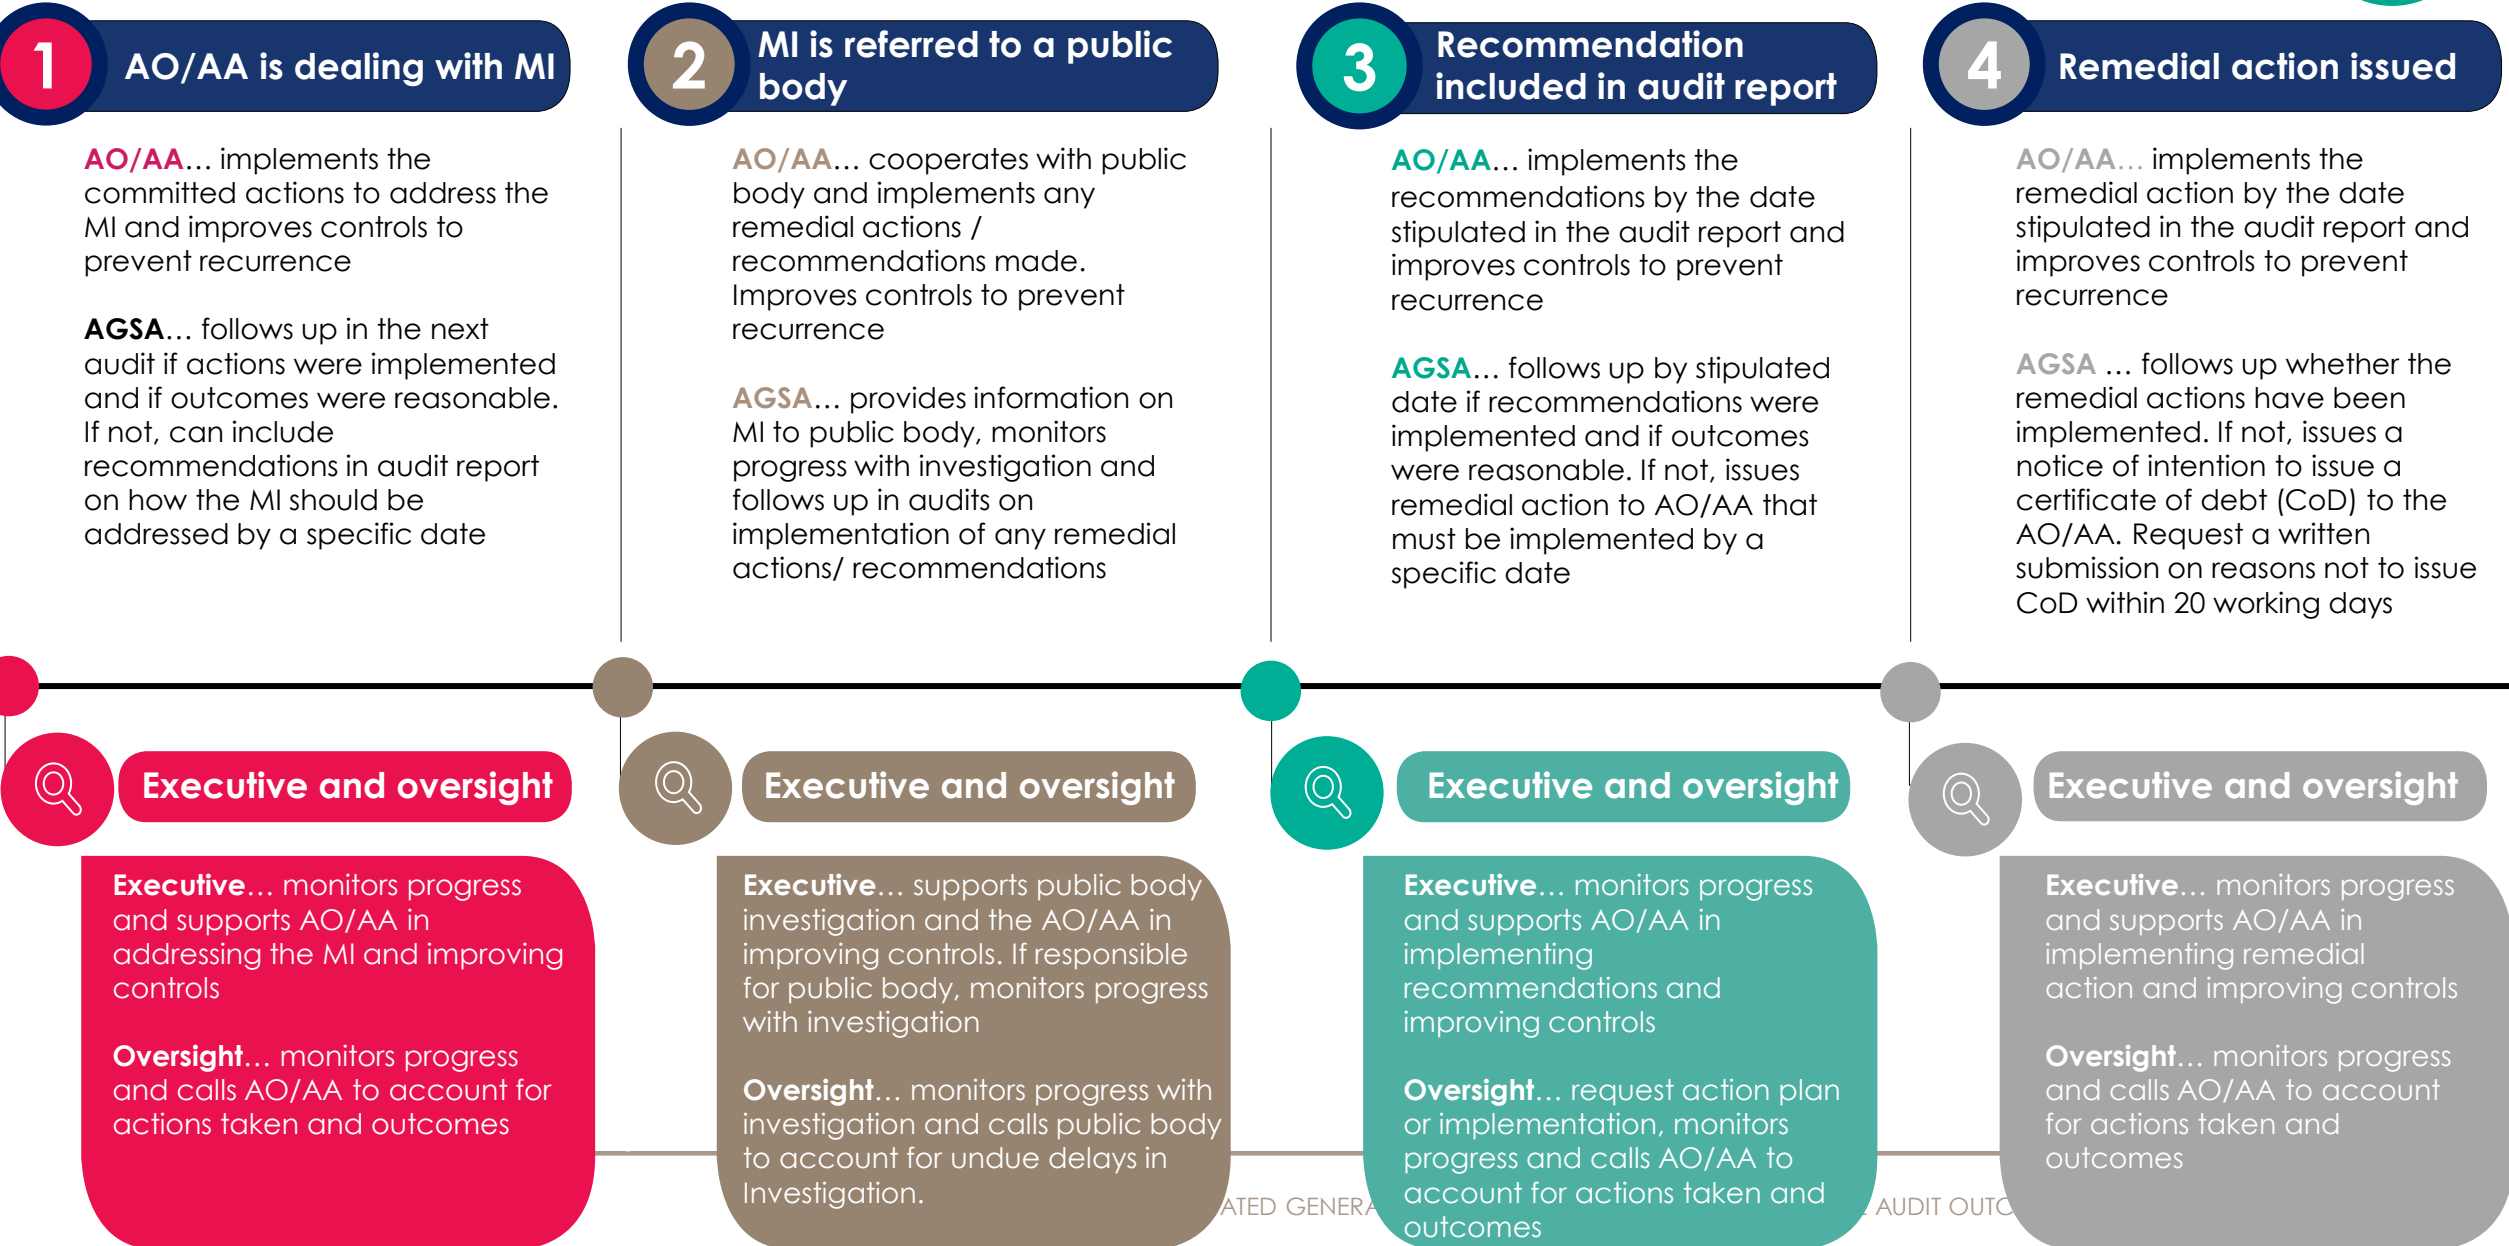 1
AO/AA is dealing with MI
AO/AA... implements the
committed actions to address the
MI and improves controls to
prevent recurrence
AGSA... follows up in the next
audit if actions were implemented
and if outcomes were reasonable.
If not, can include
recommendations in audit report
on how the MI should be
addressed by a specific date
2
MI is referred to a public
body
AO/AA... cooperates with public
body and implements any
remedial actions /
recommendations made.
Improves controls to prevent
recurrence
AGSA... provides information on
MI to public body, monitors
progress with investigation and
follows up in audits on
implementation of any remedial
actions/ recommendations
3
Recommendation
included in audit report
AO/AA... implements the
recommendations by the date
stipulated in the audit report and
improves controls to prevent
recurrence
AGSA... follows up by stipulated
date if recommendations were
implemented and if outcomes
were reasonable. If not, issues
remedial action to AO/AA that
must be implemented by a
specific date
4
Remedial action issued
AO/AA... implements the
remedial action by the date
stipulated in the audit report and
improves controls to prevent
recurrence
AGSA ... follows up whether the
remedial actions have been
implemented. If not, issues a
notice of intention to issue a
certificate of debt (CoD) to the
AO/AA. Request a written
submission on reasons not to issue
CoD within 20 working days
Executive and oversight
Executive... monitors progress
and supports AO/AA in
addressing the MI and improving
controls
Oversight... monitors progress
and calls AO/AA to account for
actions taken and outcomes
Executive and oversight
Executive... supports public body
investigation and the AO/AA in
improving controls. If responsible
for public body, monitors progress
with investigation
Oversight... monitors progress with
investigation and calls public body
to account for undue delays in
Investigation.
Executive and oversight
Executive... monitors progress
and supports AO/AA in
implementing
recommendations and
improving controls
Oversight... request action plan
or implementation, monitors
progress and calls AO/AA to
account for actions taken and
outcomes
Executive and oversight
Executive... monitors progress
and supports AO/AA in
implementing remedial
action and improving controls
Oversight... monitors progress
and calls AO/AA to account
for actions taken and
outcomes
AUDIT